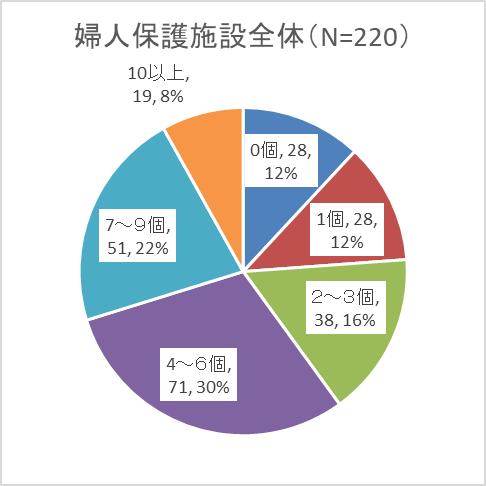 婦人保護施設全体（N=220）
10以上,
19, 8%
0個, 28,
12%
1個, 28,
12%
２～３個,
38, 16%
4～６個,
71, 30%
7～９個,
51, 22%